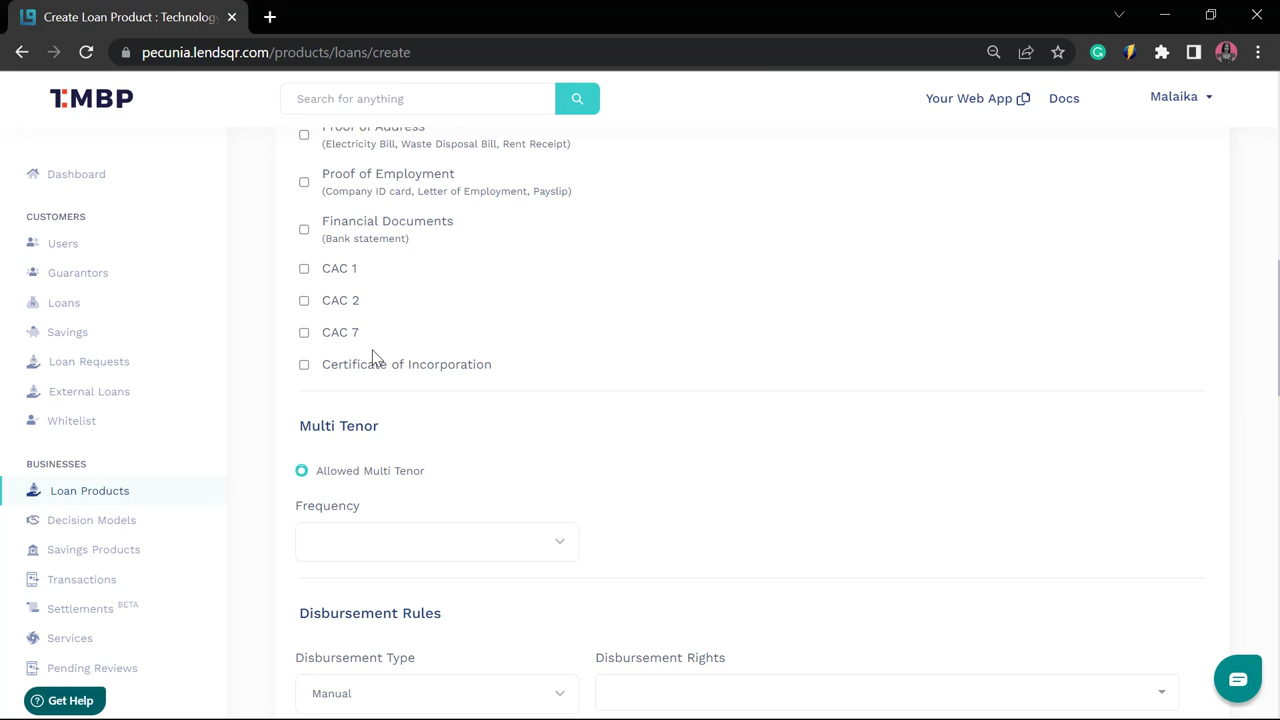 Create Loan Product : Technology
pecunia.lendsqr.com/products/loans/create
TMBP
Search for anything
Your Web App
Docs
Malaika
Dashboard
CUSTOMERS
Users
Guarantors
Loans
Savings
Loan Requests
External Loans
Whitelist
BUSINESSES
Loan Products
Decision Models
Savings Products
Transactions
Settlements BETA
Services
Pending Reviews
Get Help
Proof of Address
(Electricity Bill, Waste Disposal Bill, Rent Receipt)
Proof of Employment
(Company ID card, Letter of Employment, Payslip)
Financial Documents
(Bank statement)
CAC 1
CAC 2
CAC 7
Certificate of Incorporation
Multi Tenor
Allowed Multi Tenor
Frequency
Disbursement Rules
Disbursement Type
Disbursement Rights
Manual